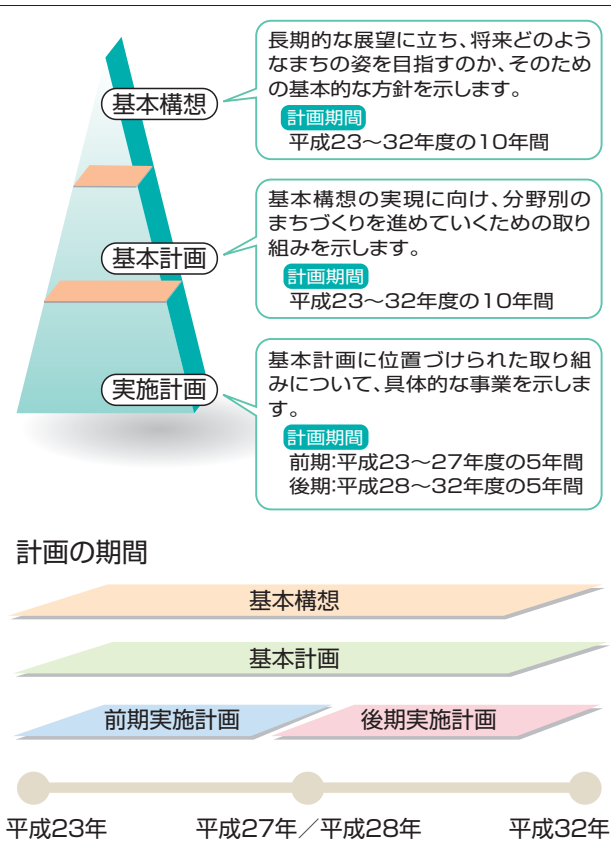 長期的な展望に立ち、将来どのよう
なまちの姿を目指すのか、そのため
の基本的な方針を示します。
計画期間
平成23〜32年度の10年間
基本構想
基本構想の実現に向け、分野別の
まちづくりを進めていくための取り
組みを示します。
計画期間
平成23〜32年度の10年間
基本計画
基本計画に位置づけられた取り組
みについて、具体的な事業を示しま
す。
計画期間
前期:平成23〜27年度の5年間
後期:平成28〜32年度の5年間
実施計画
計画の期間
基本構想
基本計画
前期実施計画 後期実施計画
平成23年 平成27年／平成28年 平成32年